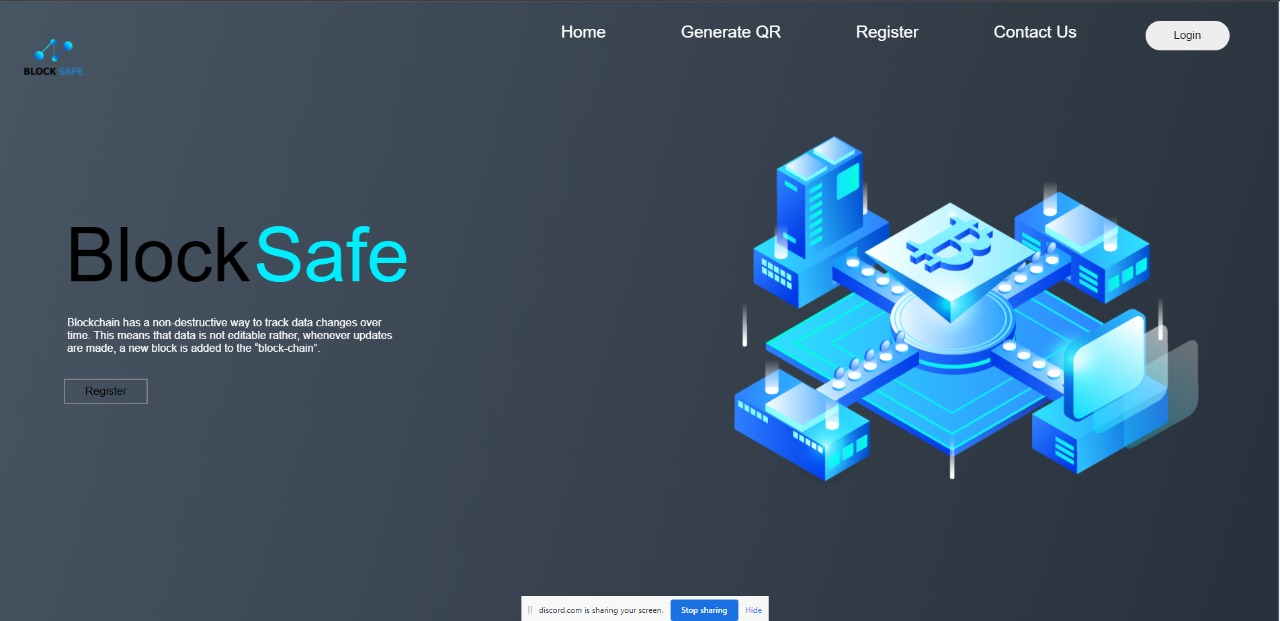 Home
Generate QR
Register
Contact Us
Login
BLOCK SAFE
BlockSafe
Blockchain has a non-destructive way to track data changes over
time. This means that data is not editable rather, whenever updates
are made, a new block is added to the “block-chain”.
Register
discord.com is sharing your screen.
Stop sharing
Hide